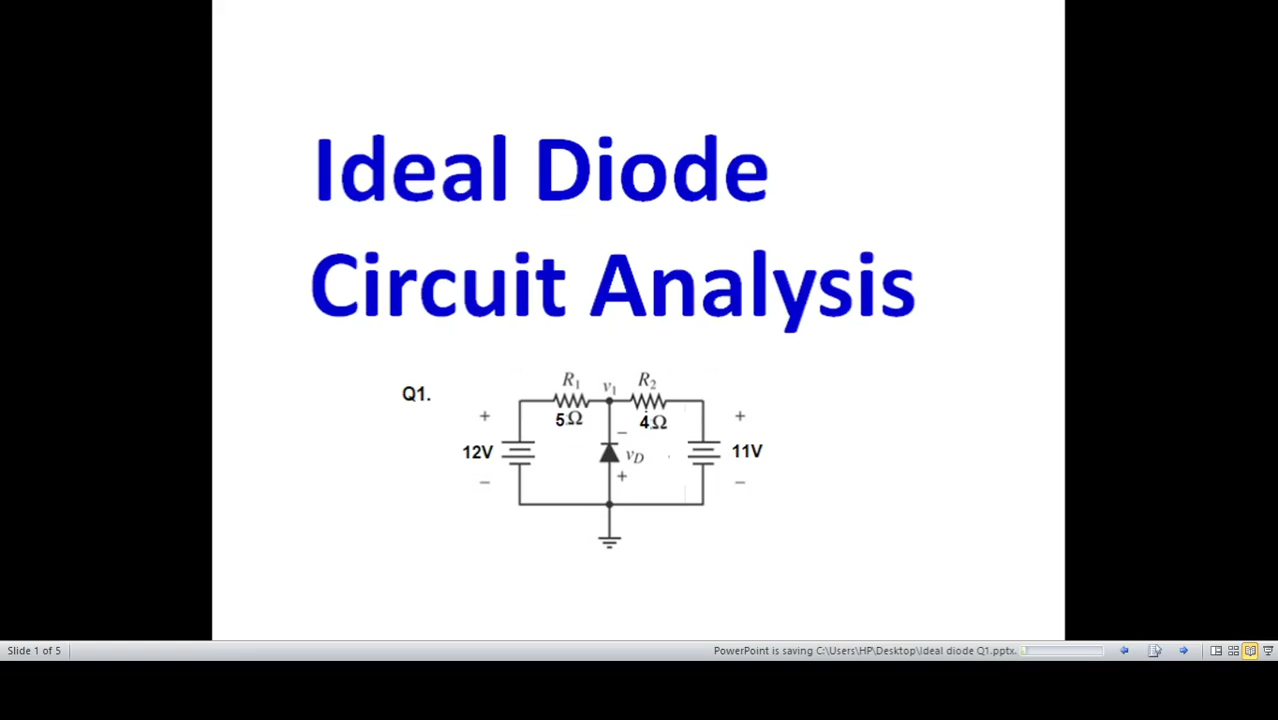 Ideal Diode
Circuit Analysis
Q1.
R1 v1 R2
+ 5Ω − 4Ω +
12V vD 11V
− + −
Slide 1 of 5 PowerPoint is saving C:\Users\HP\Desktop\Ideal diode Q1.pptx.